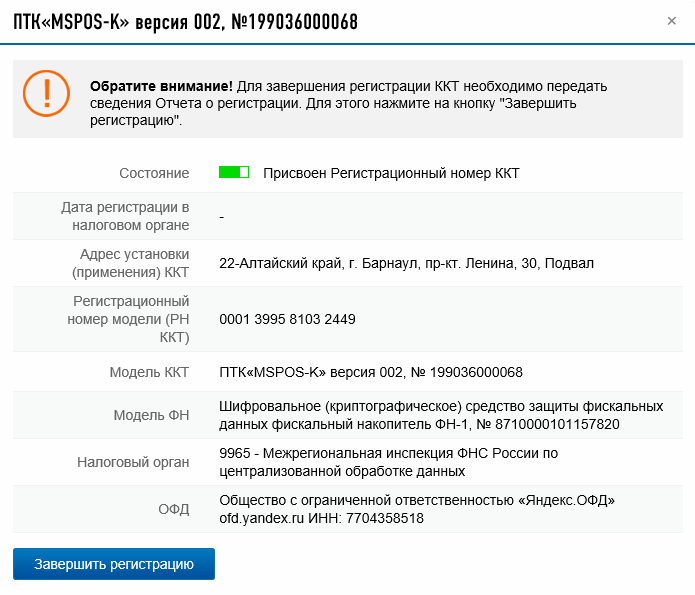 ПТК«MSPOS-K» версия 002, №199036000068
×
Обратите внимание! Для завершения регистрации ККТ необходимо передать
сведения Отчета о регистрации. Для этого нажмите на кнопку "Завершить
регистрацию".
Состояние
Присвоен Регистрационный номер ККТ
Дата регистрации в
налоговом органе
-
Адрес установки
(применения) ККТ
22-Алтайский край, г. Барнаул, пр-кт. Ленина, 30, Подвал
Регистрационный
номер модели (РН
ККТ)
0001 3995 8103 2449
Модель ККТ
ПТК«MSPOS-K» версия 002, № 199036000068
Модель ФН
Шифровальное (криптографическое) средство защиты фискальных
данных фискальный накопитель ФН-1, № 8710000101157820
Налоговый орган
9965 - Межрегиональная инспекция ФНС России по
централизованной обработке данных
ОФД
Общество с ограниченной ответственностью «Яндекс.ОФД»
ofd.yandex.ru ИНН: 7704358518
Завершить регистрацию